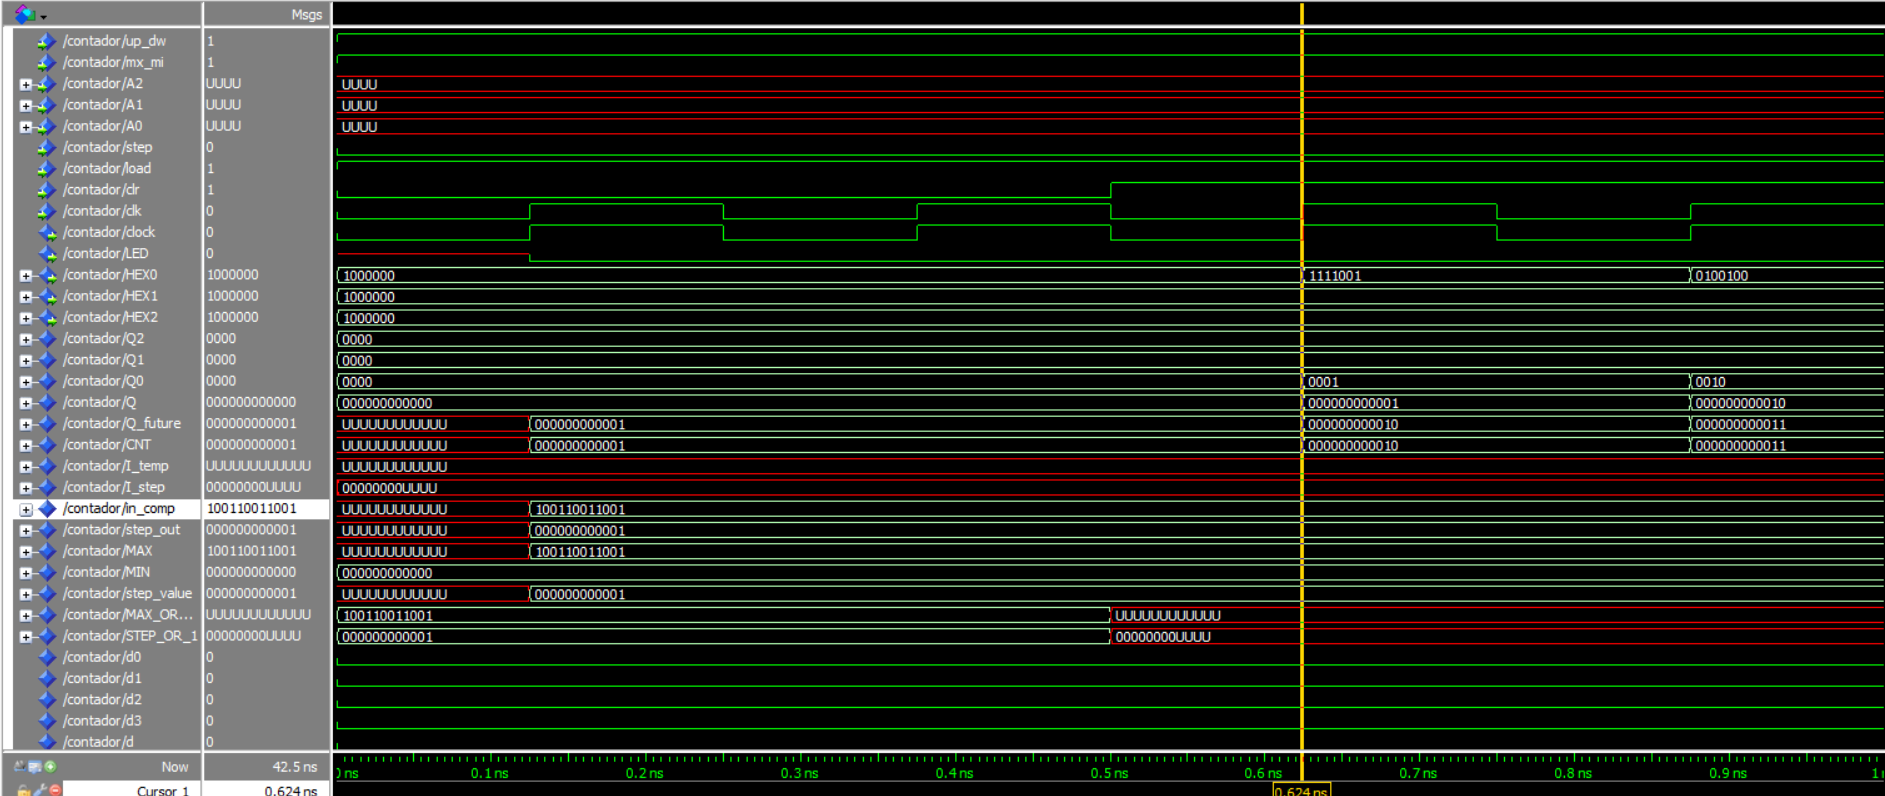 Msgs
/contador/up_dw 1
/contador/mx_mi 1
/contador/A2 UUUU UUUU
/contador/A1 UUUU UUUU
/contador/A0 UUUU UUUU
/contador/step 0
/contador/load 1
/contador/clr 1
/contador/clk 0
/contador/clock 0
/contador/LED 0
/contador/HEX0 1000000 1000000 1111001 0100100
/contador/HEX1 1000000 1000000
/contador/HEX2 1000000 1000000
/contador/Q2 0000 0000
/contador/Q1 0000 0000
/contador/Q0 0000 0000 0001 0010
/contador/Q 000000000000 000000000000 000000000001 000000000010
/contador/Q_future 000000000001 UUUUUUUUUUUU 000000000001 000000000010 000000000011
/contador/CNT 000000000001 UUUUUUUUUUUU 000000000001 000000000010 000000000011
/contador/I_temp UUUUUUUUUUUU UUUUUUUUUUUU
/contador/I_step 00000000UUUU 00000000UUUU
/contador/in_comp 100110011001 UUUUUUUUUUUU 100110011001
/contador/step_out 000000000001 UUUUUUUUUUUU 000000000001
/contador/MAX 100110011001 UUUUUUUUUUUU 100110011001
/contador/MIN 000000000000 000000000000
/contador/step_value 000000000001 UUUUUUUUUUUU 000000000001
/contador/MAX_OR... UUUUUUUUUUUU 100110011001 UUUUUUUUUUUU
/contador/STEP_OR_1 00000000UUUU 000000000001 00000000UUUU
/contador/d0 0
/contador/d1 0
/contador/d2 0
/contador/d3 0
/contador/d 0
Now 42.5 ns ns 0.1 ns 0.2 ns 0.3 ns 0.4 ns 0.5 ns 0.6 ns 0.7 ns 0.8 ns 0.9 ns 1
Cursor 1 0.624 ns 0.624 ns